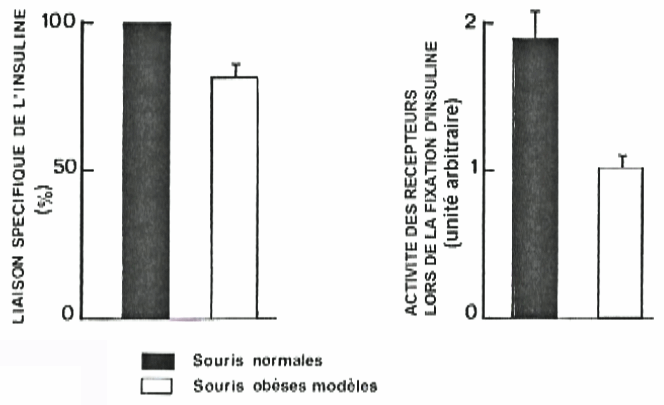 LIAISON SPECIFIQUE DE L'INSULINE
(%)
100
50
0
ACTIVITE DES RECEPTEURS
LORS DE LA FIXATION D'INSULINE
(unité arbitraire)
2
1
0
Souris normales
Souris obèses modèles